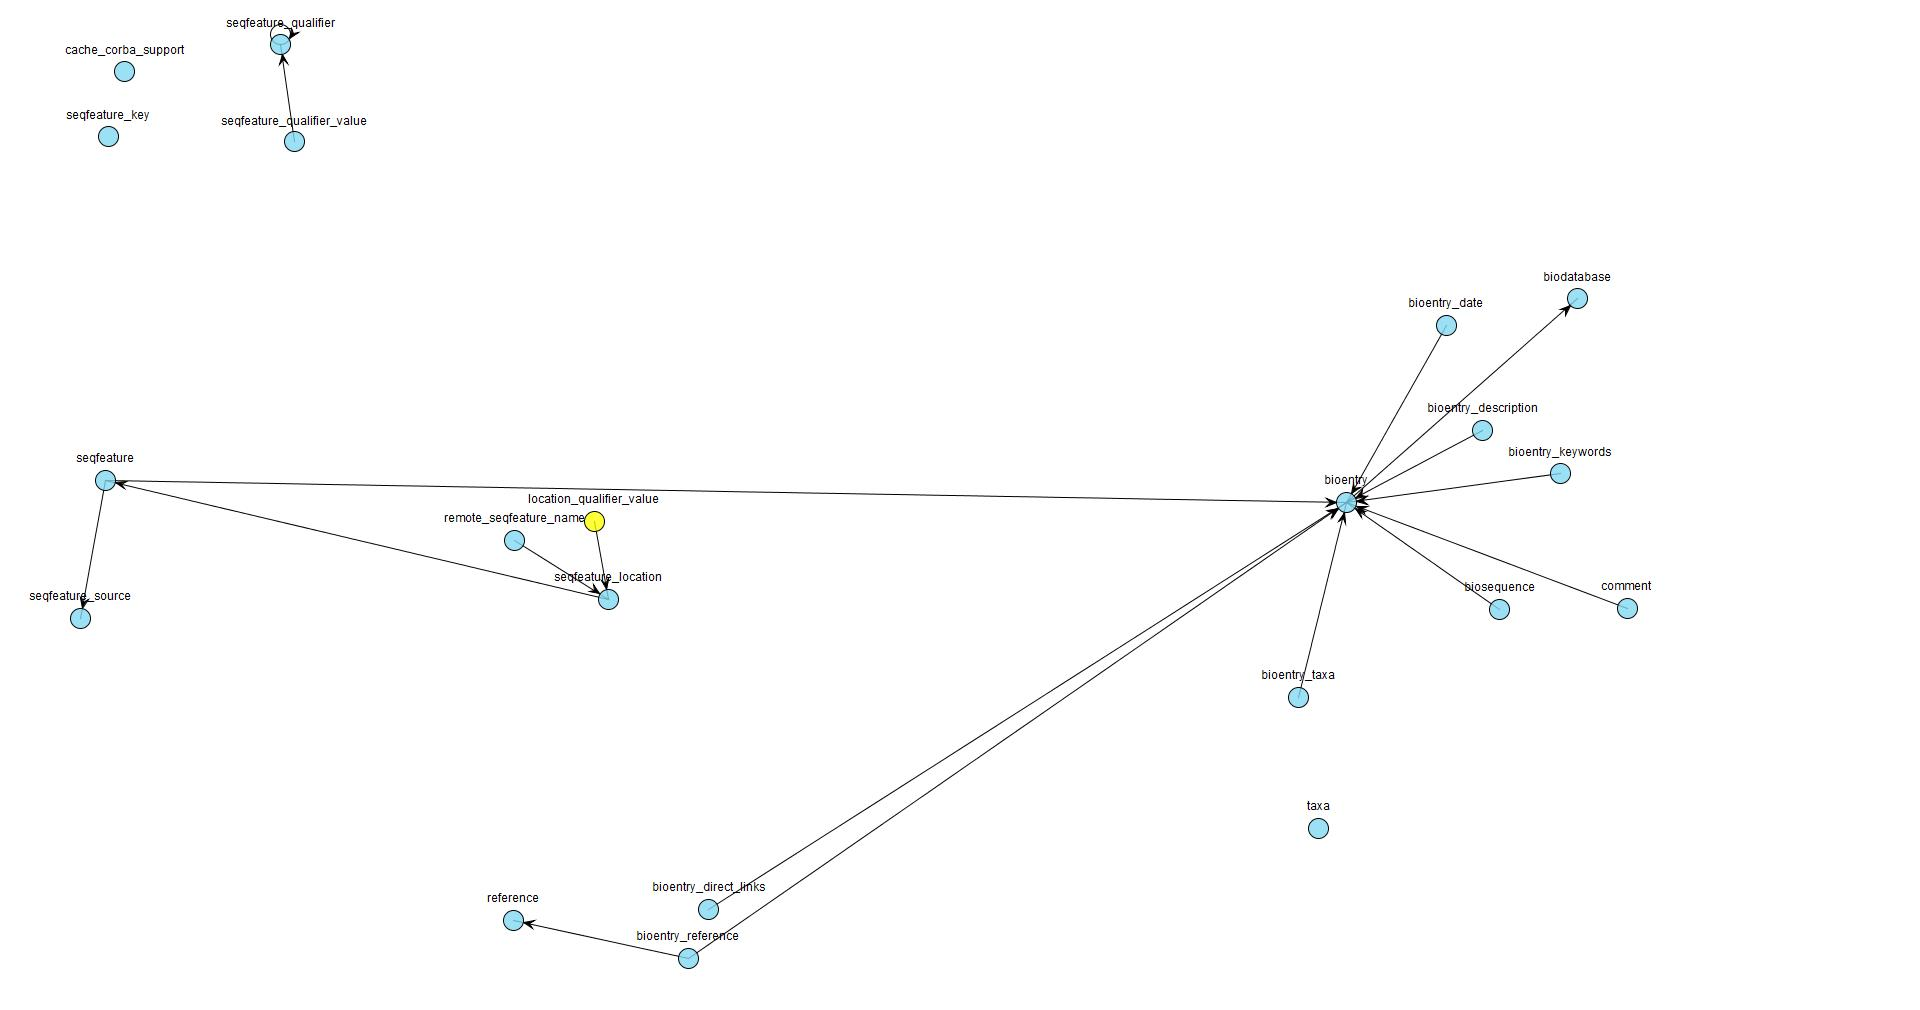 seqfeature_qualifier
cache_corba_support
seqfeature_key
seqfeature_qualifier_value
biodatabase
bioentry_date
bioentry_description
bioentry_keywords
seqfeature
bioentry
location_qualifier_value
remote_seqfeature_name
seqfeature_location
seqfeature_source
biosequence
comment
bioentry_taxa
taxa
bioentry_direct_links
reference
bioentry_reference